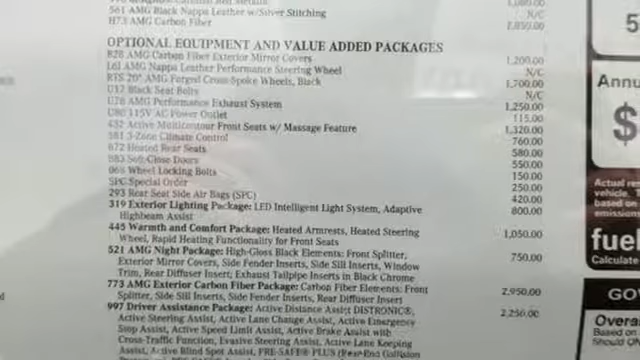 561 AMG Black Nappa Leather w/Silver Stitching N/C
H73 AMG Carbon Fiber 2,850.00
OPTIONAL EQUIPMENT AND VALUE ADDED PACKAGES
R28 AMG Carbon Fiber Exterior Mirror Covers 1,200.00
L61 AMG Nappa Leather Performance Steering Wheel N/C
RTS 20" AMG Forged Cross-Spoke Wheels, Black 1,700.00
U17 Black Seat Belts N/C
U78 AMG Performance Exhaust System 1,250.00
U80 115V AC Power Outlet 115.00
432 Active Multicontour Front Seats w/ Massage Feature 1,320.00
581 3-Zone Climate Control 760.00
872 Heated Rear Seats 580.00
883 Soft Close Doors 550.00
Wheel Locking Bolts 150.00
SPC Special Order 250.00
293 Rear Seat Side Air Bags (SPC) 420.00
319 Exterior Lighting Package: LED Intelligent Light System, Adaptive 800.00
Highbeam Assist
445 Warmth and Comfort Package: Heated Armrests, Heated Steering 1,050.00
Wheel, Rapid Heating Functionality for Front Seats
521 AMG Night Package: High-Gloss Black Elements: Front Splitter, 750.00
Exterior Mirror Covers, Side Fender Inserts, Side Sill Inserts, Window
Trim, Rear Diffuser Insert; Exhaust Tailpipe Inserts in Black Chrome
773 AMG Exterior Carbon Fiber Package: Carbon Fiber Elements: Front 2,950.00
Splitter, Side Sill Inserts, Side Fender Inserts, Rear Diffuser Insert
997 Driver Assistance Package: Active Distance Assist DISTRONIC®, 2,250.00
Active Steering Assist, Active Lane Change Assist, Active Emergency
Stop Assist, Active Speed Limit Assist, Active Brake Assist with
Cross-Traffic Function, Evasive Steering Assist, Active Lane Keeping
Assist, Active Blind Spot Assist, PRE-SAFE® PLUS (Rear-End Collision
5
Annu
$
Actual re
vehicle.
based on
emission
fuel
Calculate
GO
Overa
Based on
Should O